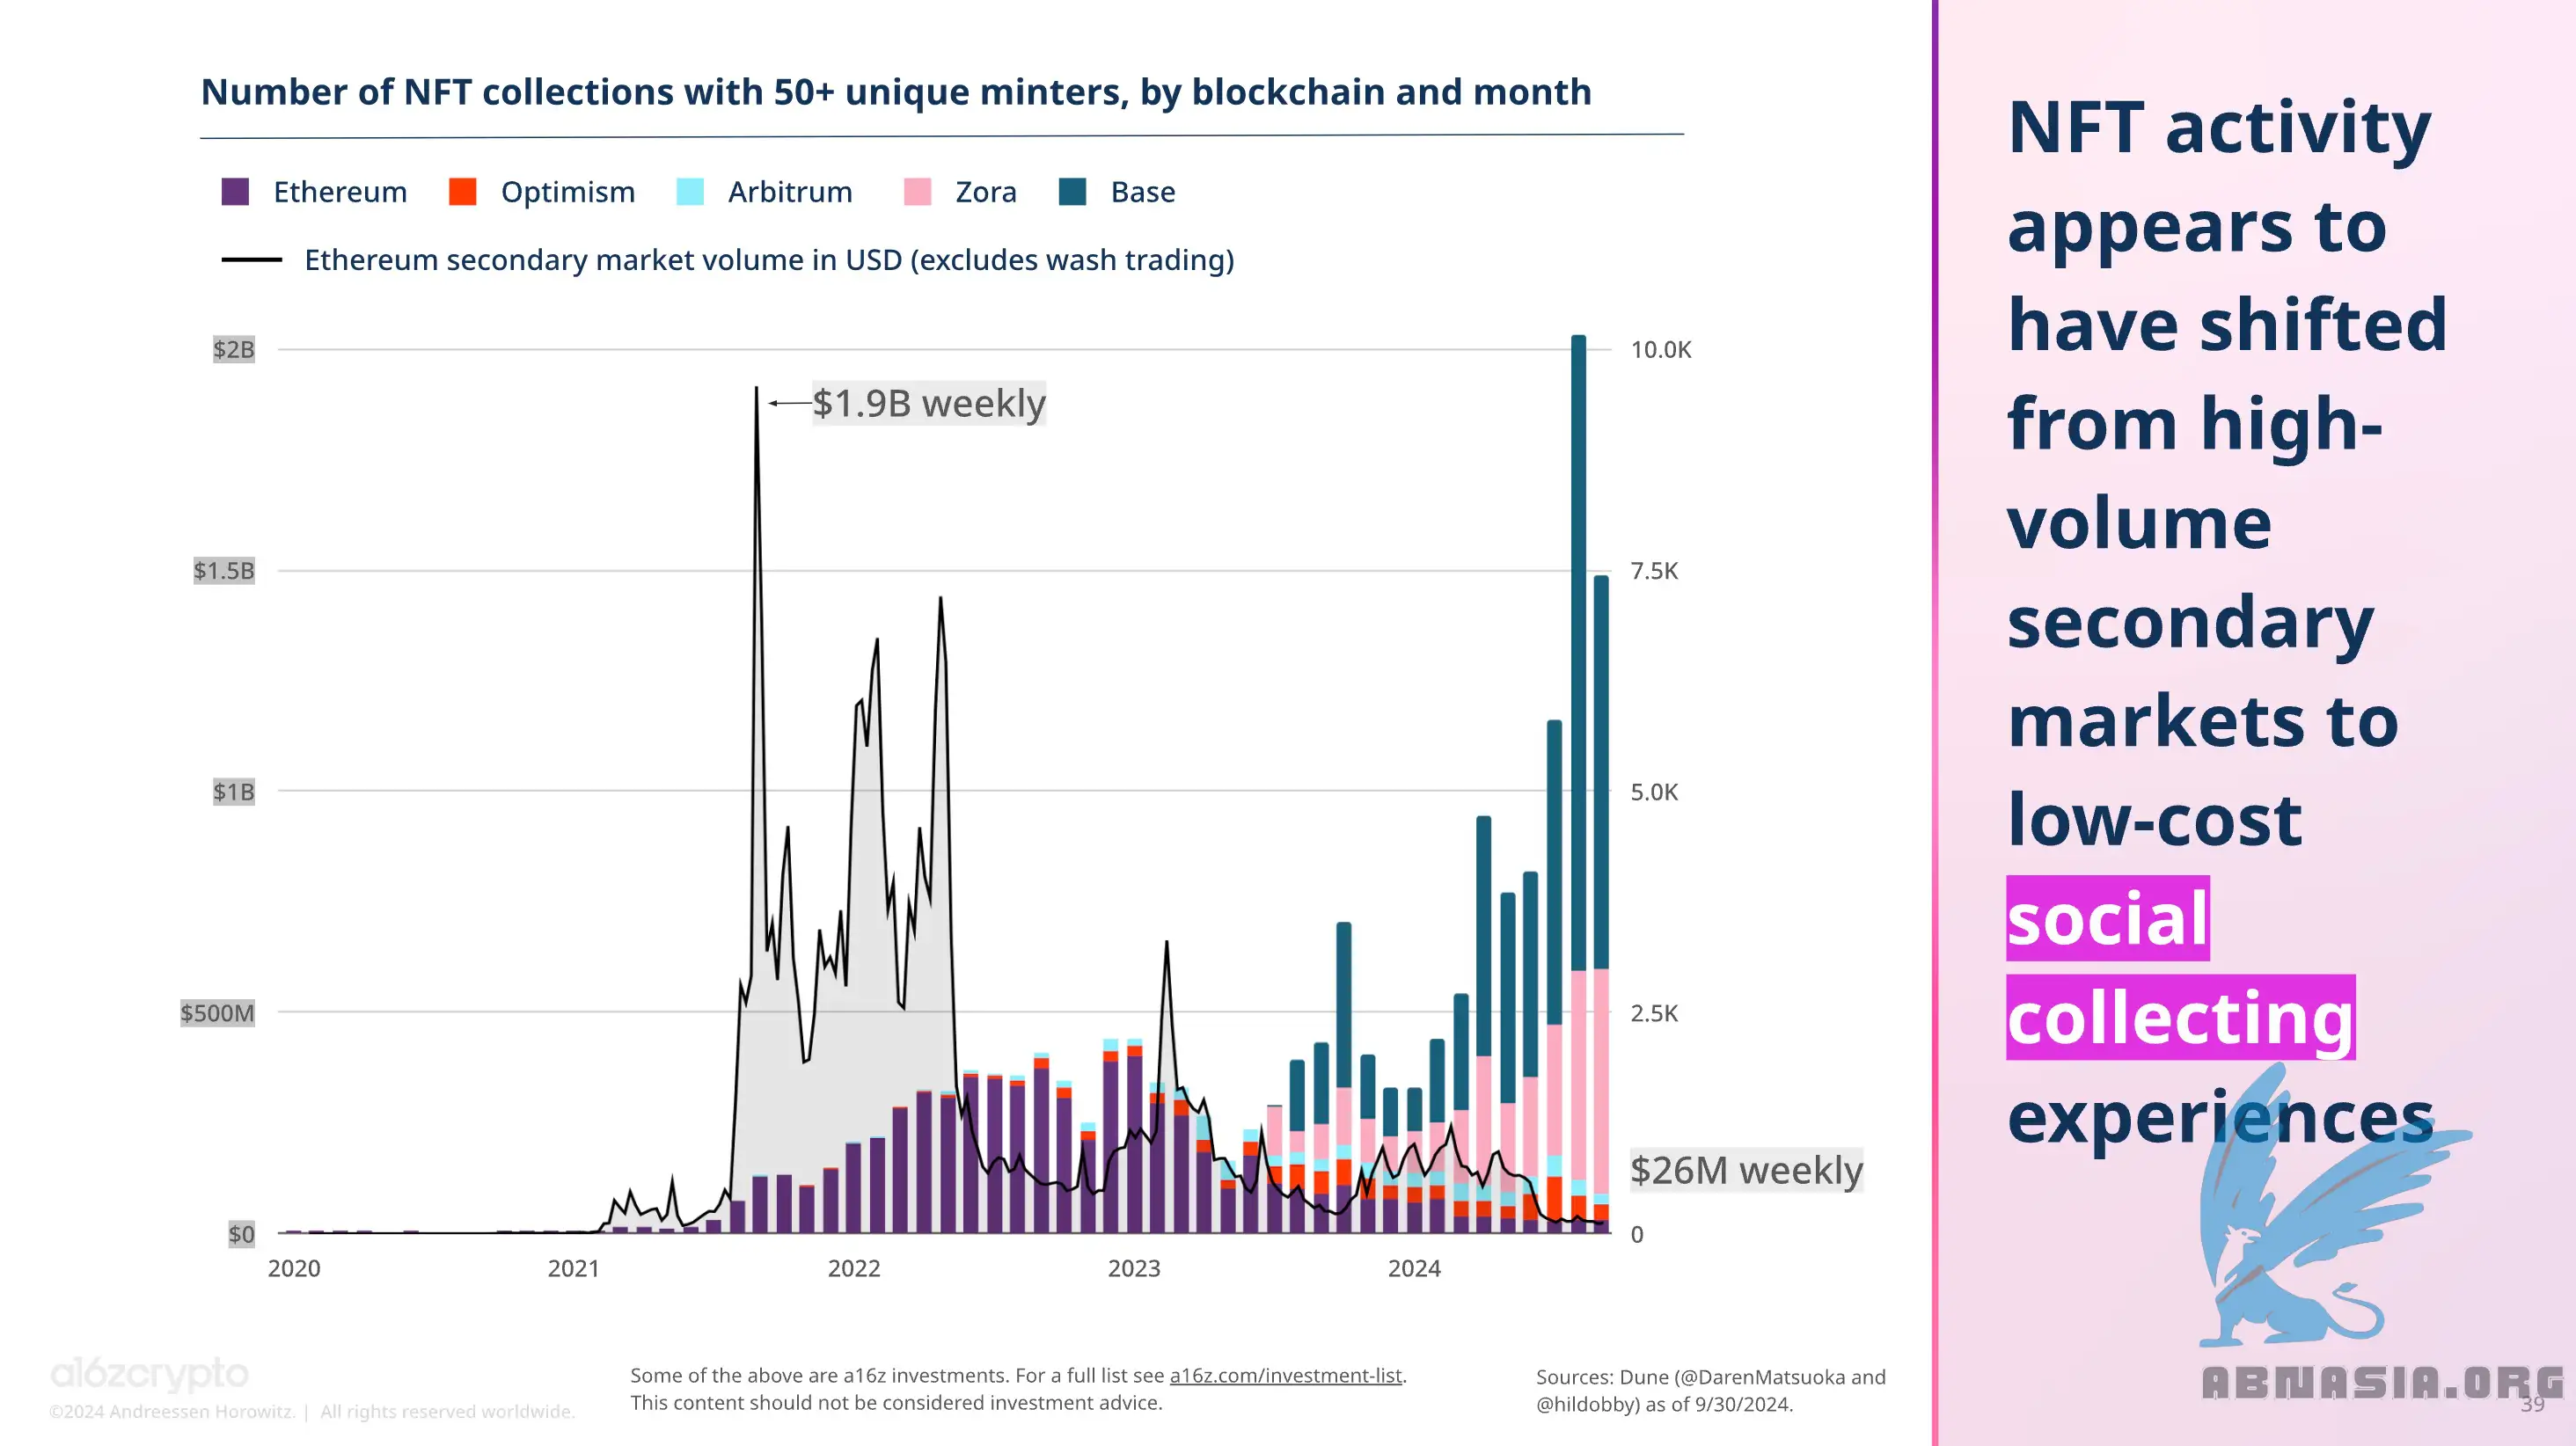 Number of NFT collections with 50+ unique minters, by blockchain and month
Ethereum
Optimism
Arbitrum
Zora
Base
Ethereum secondary market volume in USD (excludes wash trading)
$2B
$1.5B
$1B
$500M
$0
$1.9B weekly
10.0K
7.5K
5.0K
2.5K
0
$26M weekly
2020
2021
2022
2023
2024
NFT activity
appears to
have shifted
from high-
volume
secondary
markets to
low-cost
social
collecting
experiences
a16zcrypto
©2024 Andreessen Horowitz. | All rights reserved worldwide.
Some of the above are a16z investments. For a full list see a16z.com/investment-list.
This content should not be considered investment advice.
Sources: Dune (@DarenMatsuoka and
@hildobby) as of 9/30/2024.
ABNASIA.ORG
39